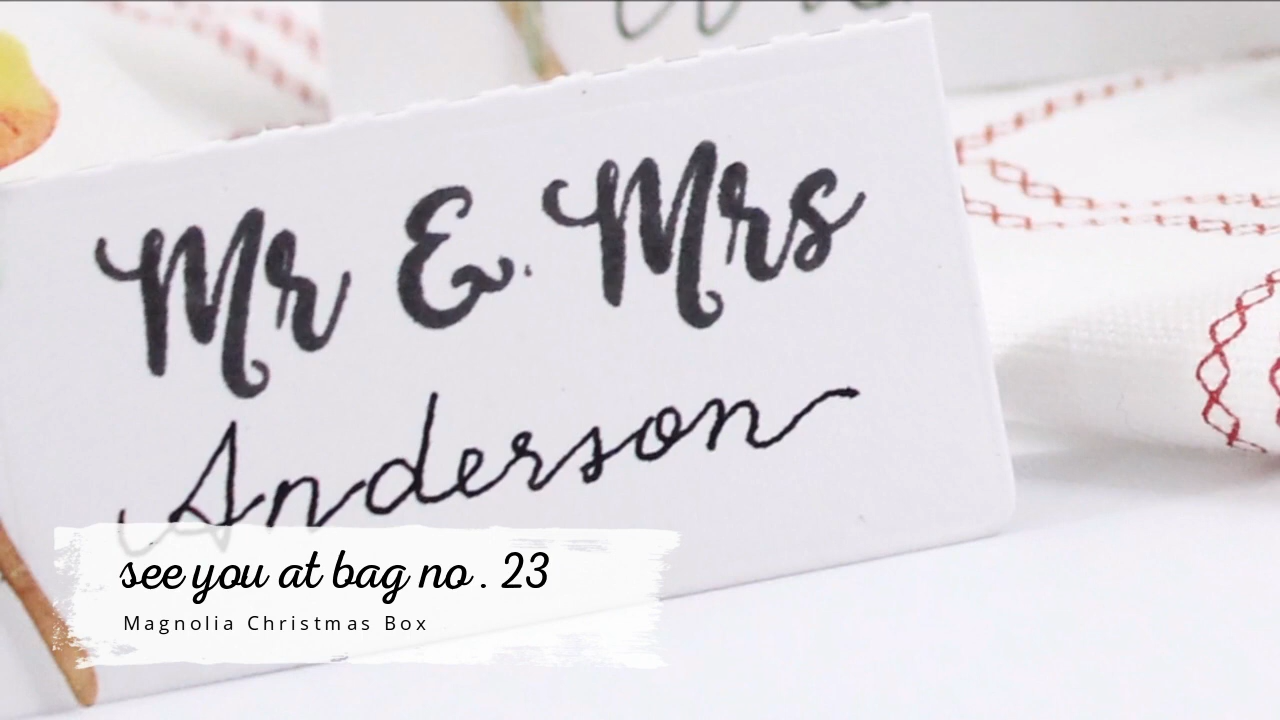 Mr & Mrs
Anderson
see you at bag no. 23
Magnolia Christmas Box